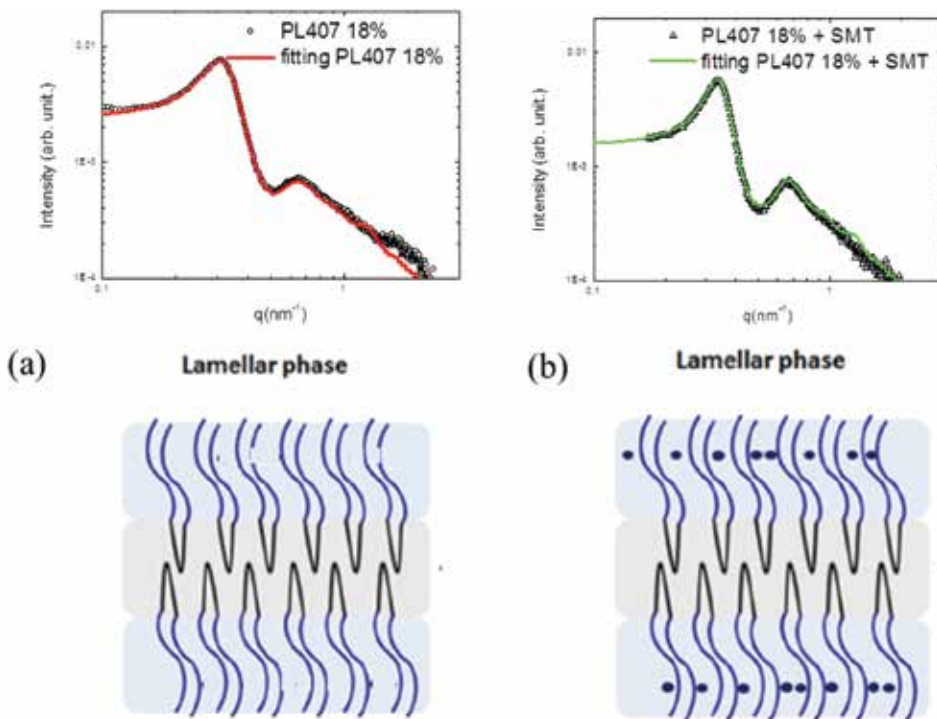 PL407 18%
fitting PL407 18%
0.01
1E-3
1E-4
Intensity (arb. unit.)
0.1
1
q(nm⁻¹)
PL407 18% + SMT
fitting PL407 18% + SMT
0.01
1E-3
1E-4
Intensity (arb. unit.)
0.1
1
q(nm⁻¹)
(a) Lamellar phase
(b) Lamellar phase